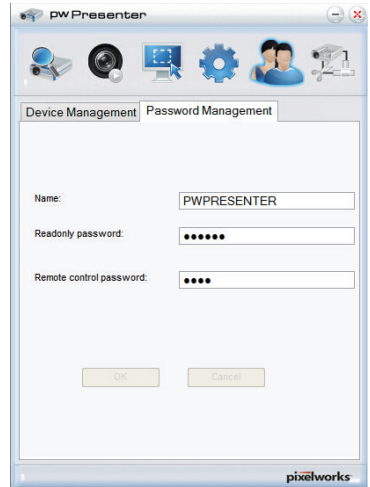 pw Presenter
Device Management Password Management
Name: PWPRESENTER
Readonly password: ●●●●●●
Remote control password: ●●●●
OK Cancel
pixelworks